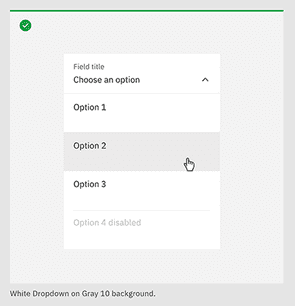 Field title
Choose an option
Option 1
Option 2
Option 3
Option 4 disabled
White Dropdown on Gray 10 background.